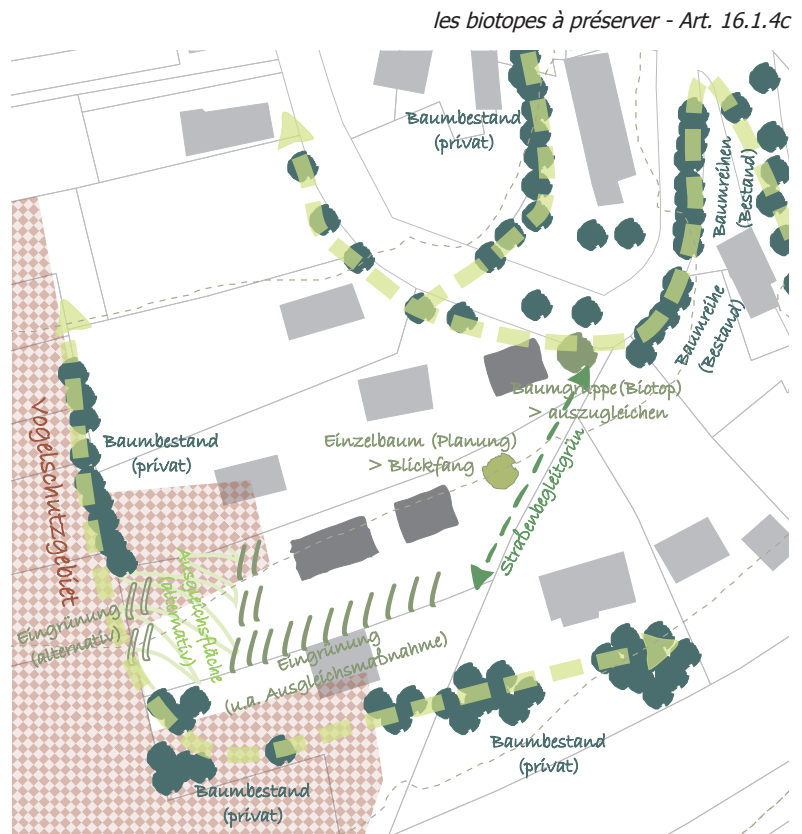 les biotopes à préserver - Art. 16.1.4c
Baumbestand
(privat)
Baumreihen
(Bestand)
Baumreihe
(Bestand)
Baumgruppe (Biotop)
> auszugleichen
Einzelbaum (Planung)
> Blickfang
Straßenbegleitgrün
Vogelschutzgebiet
Baumbestand
(privat)
Ausgleichsfläche
(alternativ)
Eingrünung
(alternativ)
Eingrünung
(u.a. Ausgleichsmaßnahme)
Baumbestand
(privat)
Baumbestand
(privat)